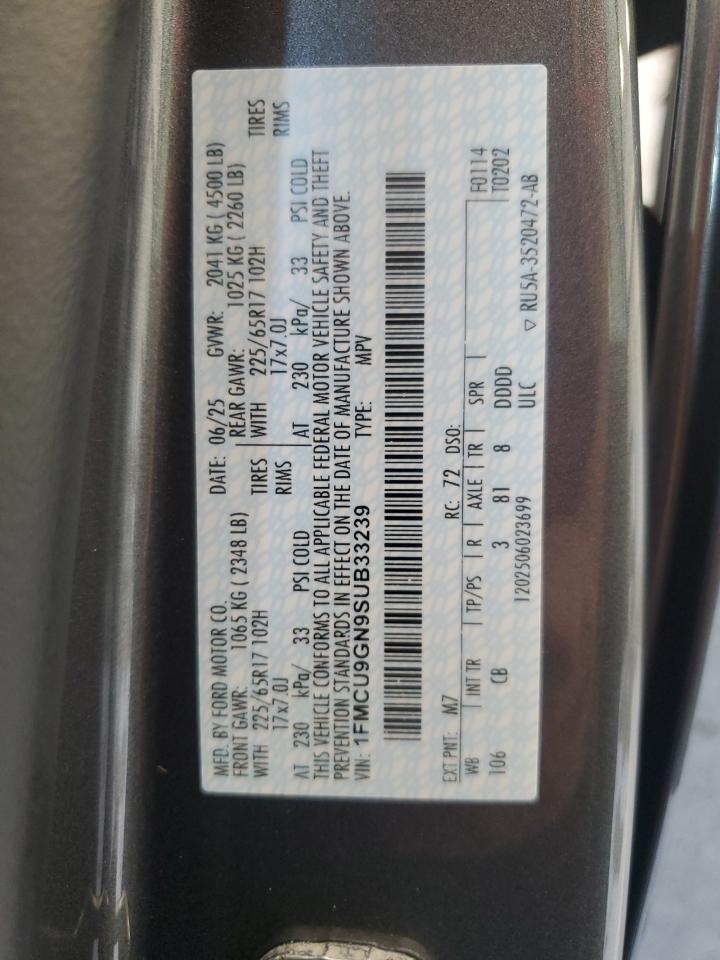 MFD. BY FORD MOTOR CO. DATE: 06/25 GVWR: 2041 KG ( 4500 LB)
FRONT GAWR: 1065 KG ( 2348 LB) REAR GAWR: 1025 KG ( 2260 LB)
WITH 225/65R17 102H TIRES WITH 225/65R17 102H TIRES
17x7.0J RIMS 17x7.0J RIMS
AT 230 kPa/ 33 PSI COLD AT 230 kPa/ 33 PSI COLD
THIS VEHICLE CONFORMS TO ALL APPLICABLE FEDERAL MOTOR VEHICLE SAFETY AND THEFT
PREVENTION STANDARDS IN EFFECT ON THE DATE OF MANUFACTURE SHOWN ABOVE.
VIN: 1FMCU9GN9SUB33239 TYPE: MPV
EXT PNT: M7 RC: 72 DSO:
WB INT TR TP/PS R AXLE TR SPR F0114
106 CB 3 81 8 DDDD T0202
1202506023699 ULC ▽ RU5A-3520472-AB